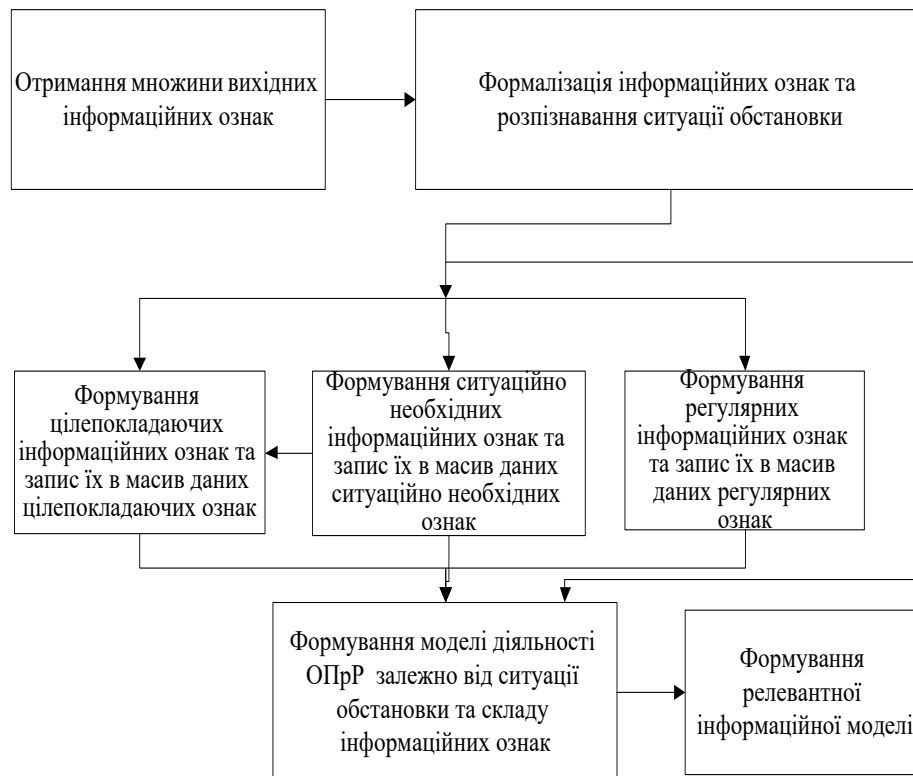 Отримання множини вихідних
інформаційних ознак
Формалізація інформаційних ознак та
розпізнавання ситуації обстановки
Формування
цілепокладаючих
інформаційних ознак та
запис їх в масив даних
цілепокладаючих ознак
Формування ситуаційно
необхідних
інформаційних ознак та
запис їх в масив даних
ситуаційно необхідних
ознак
Формування
регулярних
інформаційних ознак
та запис їх в масив
даних регулярних
ознак
Формування моделі діяльності
ОПрР залежно від ситуації
обстановки та складу
інформаційних ознак
Формування
релевантної
інформаційної моделі